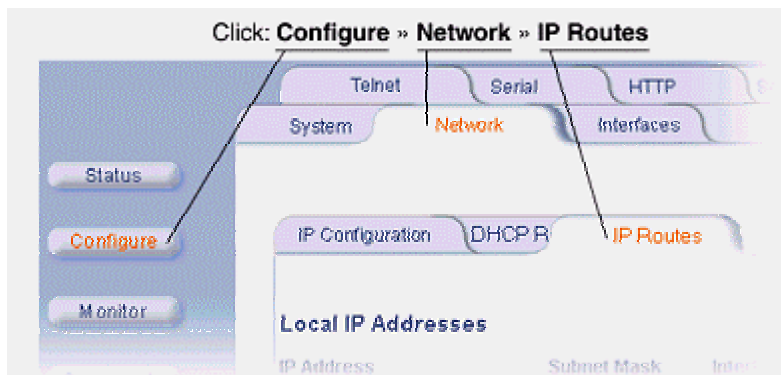 Click: Configure » Network » IP Routes
Telnet Serial HTTP
System Network Interfaces
Status
Configure
IP Configuration DHCP R IP Routes
Monitor
Local IP Addresses
IP Address Subnet Mask